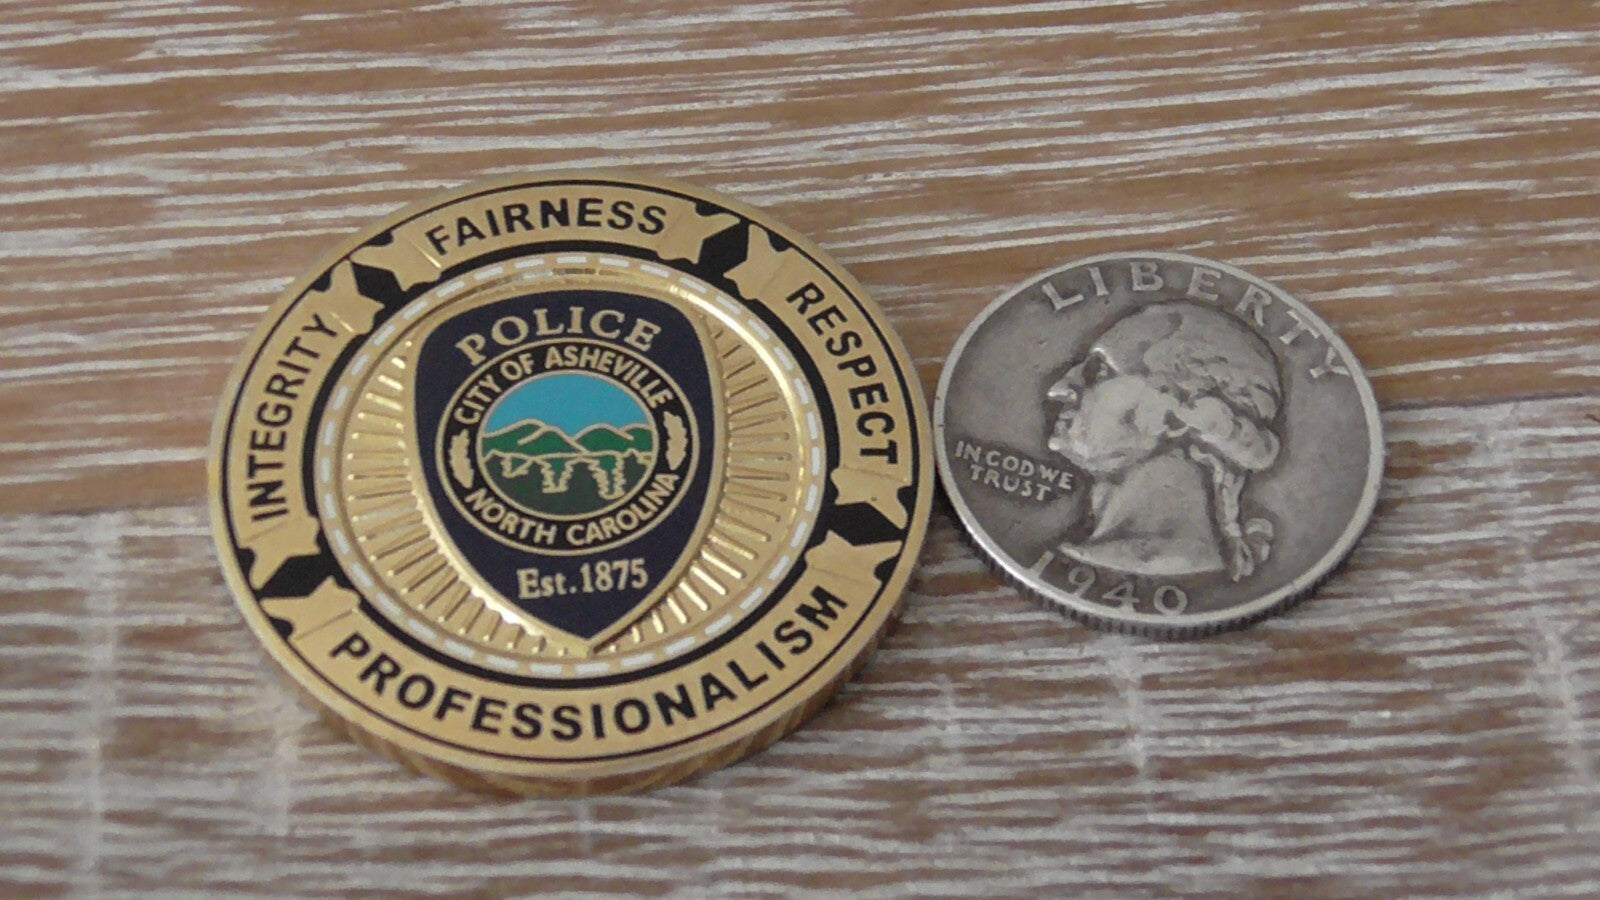 FAIRNESS
INTEGRITY
RESPECT
PROFESSIONALISM
POLICE
CITY OF ASHEVILLE
NORTH CAROLINA
Est. 1875
LIBERTY
IN GOD WE
TRUST
1940